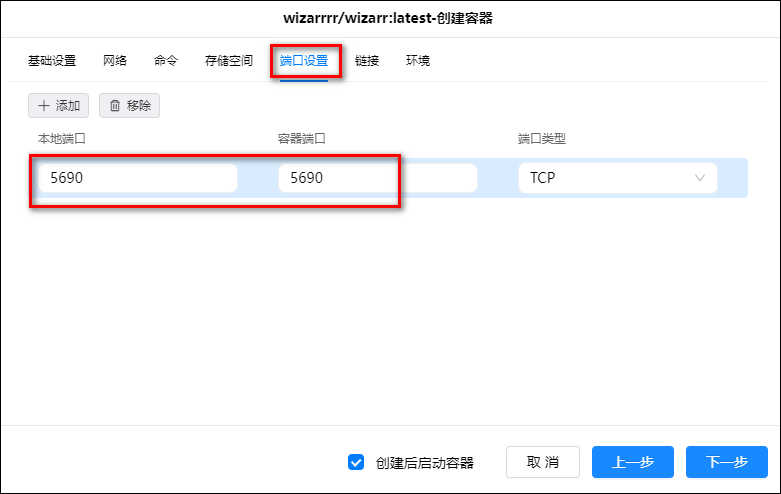 wizarrrr/wizarr:latest-创建容器
基础设置 网络 命令 存储空间 端口设置 链接 环境
添加 移除
本地端口 容器端口 端口类型
5690 5690 TCP
创建后启动容器 取消 上一步 下一步